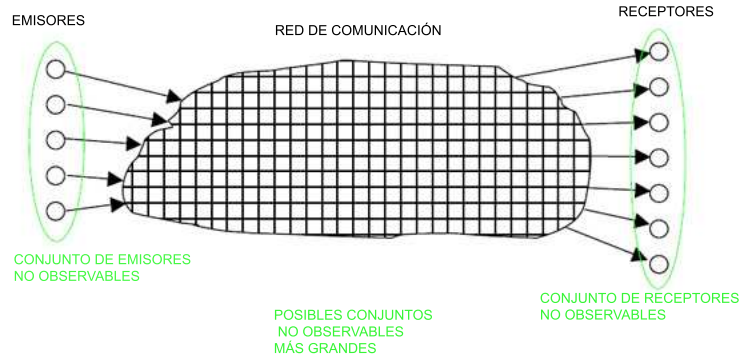 EMISORES
RED DE COMUNICACIÓN
RECEPTORES
CONJUNTO DE EMISORES
NO OBSERVABLES
POSIBLES CONJUNTOS
NO OBSERVABLES
MÁS GRANDES
CONJUNTO DE RECEPTORES
NO OBSERVABLES